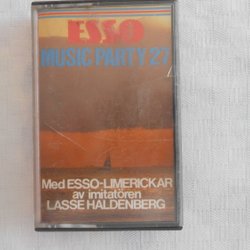 ESSO
MUSIC PARTY 27
Med ESSO-LIMERICKAR
av imitatören
LASSE HALDENBERG